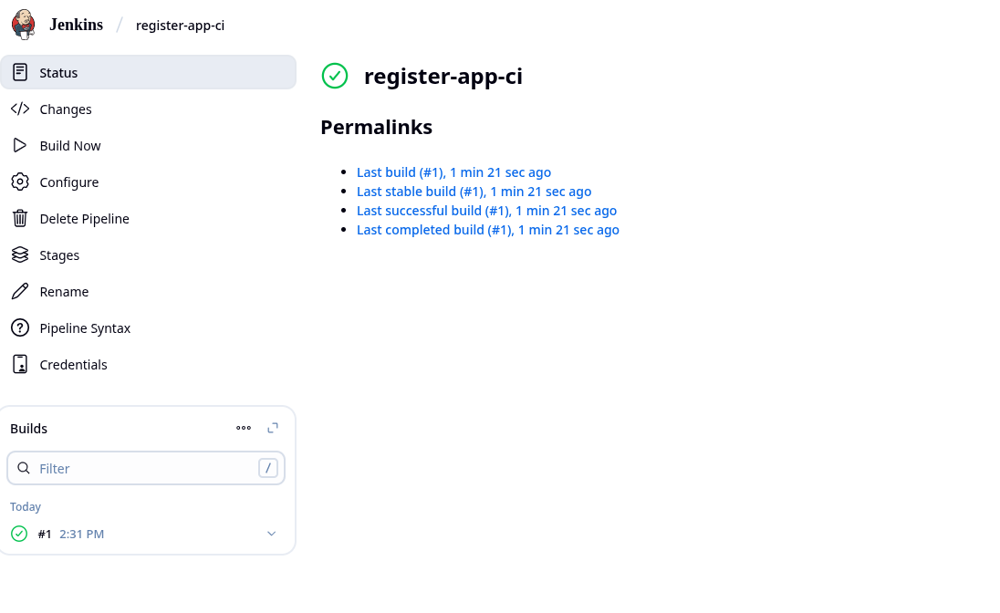 Jenkins / register-app-ci
Status
Changes
Build Now
Configure
Delete Pipeline
Stages
Rename
Pipeline Syntax
Credentials
Builds
Filter /
Today
#1 2:31 PM
register-app-ci
Permalinks
Last build (#1), 1 min 21 sec ago
Last stable build (#1), 1 min 21 sec ago
Last successful build (#1), 1 min 21 sec ago
Last completed build (#1), 1 min 21 sec ago